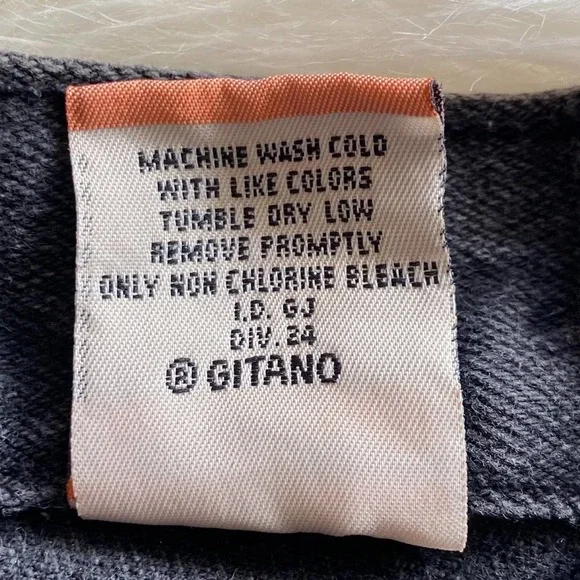 MACHINE WASH COLD
WITH LIKE COLORS
TUMBLE DRY LOW
REMOVE PROMPTLY
ONLY NON CHLORINE BLEACH
I.D. GJ
DIV. 24
® GITANO